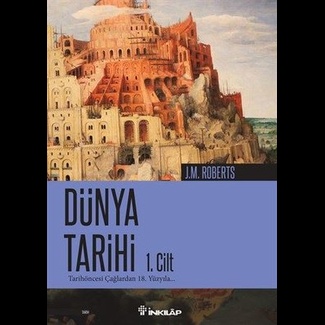 J.M. ROBERTS
DÜNYA
TARİHİ 1. Cilt
Tarihöncesi Çağlardan 18. Yüzyıla...
İNKILÂP